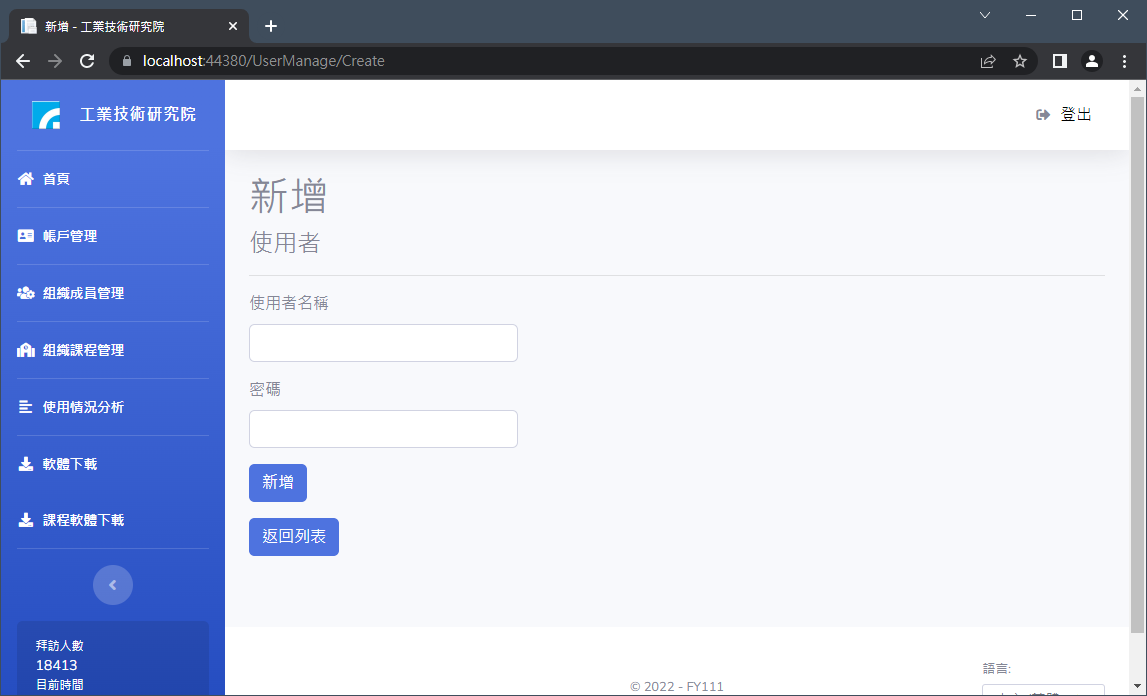 新增 - 工業技術研究院
localhost:44380/UserManage/Create
工業技術研究院
登出
首頁
帳戶管理
組織成員管理
組織課程管理
使用情況分析
軟體下載
課程軟體下載
新增
使用者
使用者名稱
密碼
新增
返回列表
拜訪人數
18413
目前時間
語言:
© 2022 - FY111